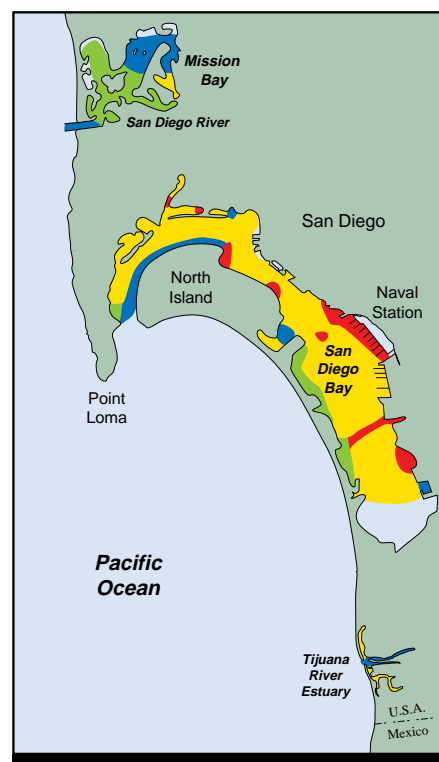 Mission
Bay
San Diego River
San Diego
North
Island
Naval
Station
San
Diego
Bay
Point
Loma
Pacific
Ocean
Tijuana
River
Estuary
U.S.A.
Mexico